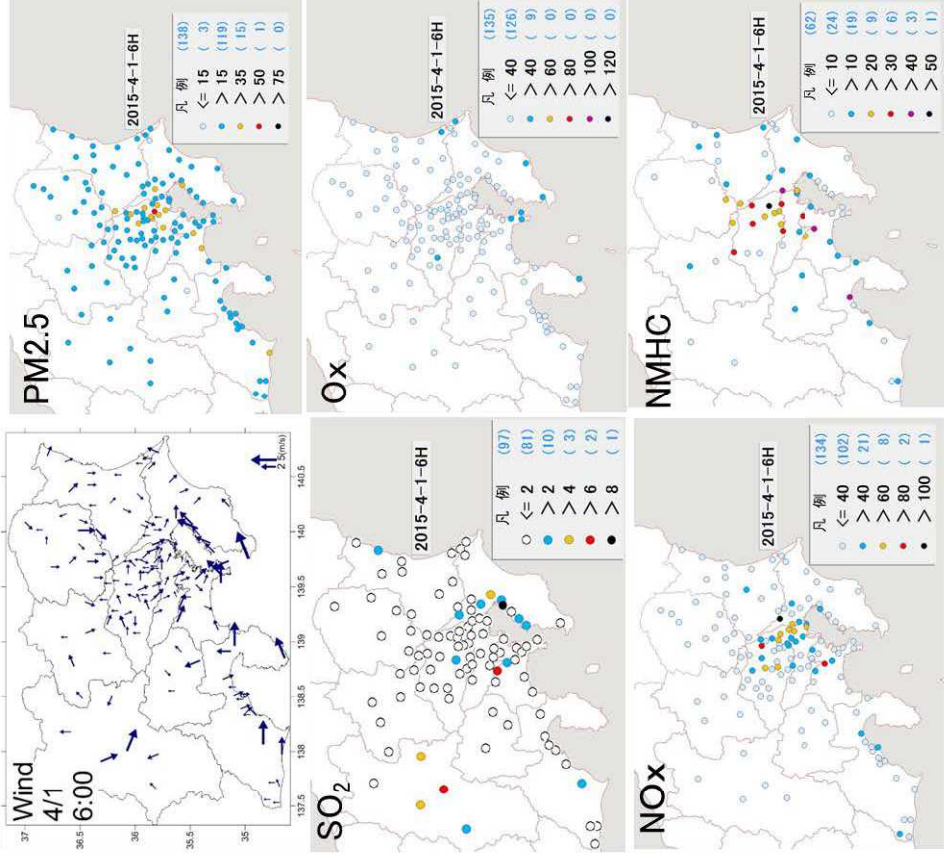 Wind
4/1
6:00
37
36.5
36
35.5
35
137.5
138
138.5
139
139.5
140
140.5
2.5(m/s)
PM2.5
2015-4-1-6H
凡 例 (138)
<= 15 ( 3)
> 15 (119)
> 35 ( 15)
> 50 ( 1)
> 75 ( 0)
SO2
2015-4-1-6H
凡 例 (97)
<= 2 (81)
> 2 (10)
> 4 ( 3)
> 6 ( 2)
> 8 ( 1)
Ox
2015-4-1-6H
凡 例 (135)
<= 40 (126)
> 40 ( 9)
> 60 ( 0)
> 80 ( 0)
> 100 ( 0)
> 120 ( 0)
NOx
2015-4-1-6H
凡 例 (134)
<= 40 (102)
> 40 ( 21)
> 60 ( 8)
> 80 ( 2)
> 100 ( 1)
NMHC
2015-4-1-6H
凡 例 (62)
<= 10 (24)
> 10 (19)
> 20 ( 9)
> 30 ( 6)
> 40 ( 3)
> 50 ( 1)